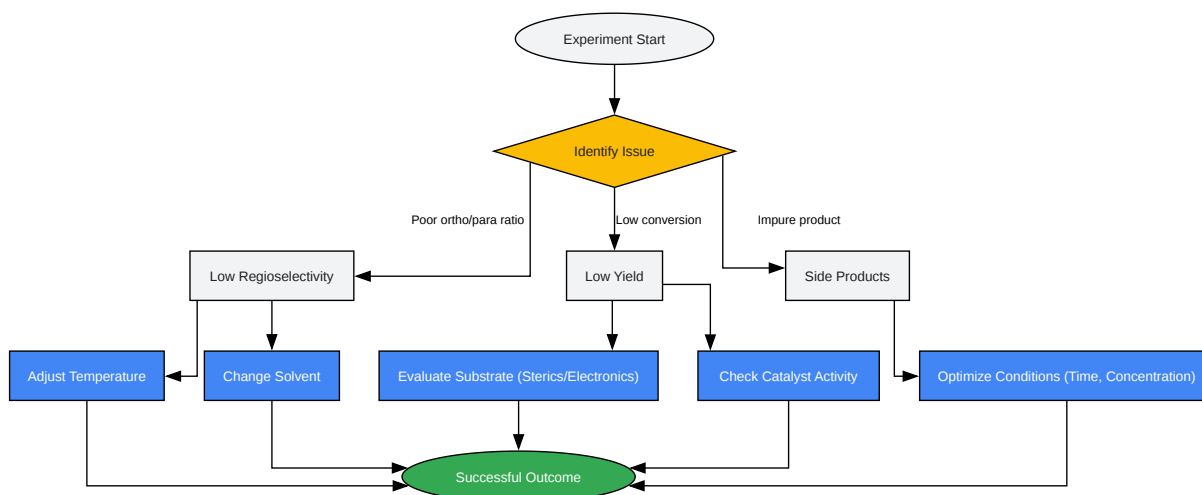 Experiment Start
Identify Issue
Poor ortho/para ratio
Low conversion
Impure product
Low Regioselectivity
Low Yield
Side Products
Adjust Temperature
Change Solvent
Evaluate Substrate (Sterics/Electronics)
Check Catalyst Activity
Optimize Conditions (Time, Concentration)
Successful Outcome